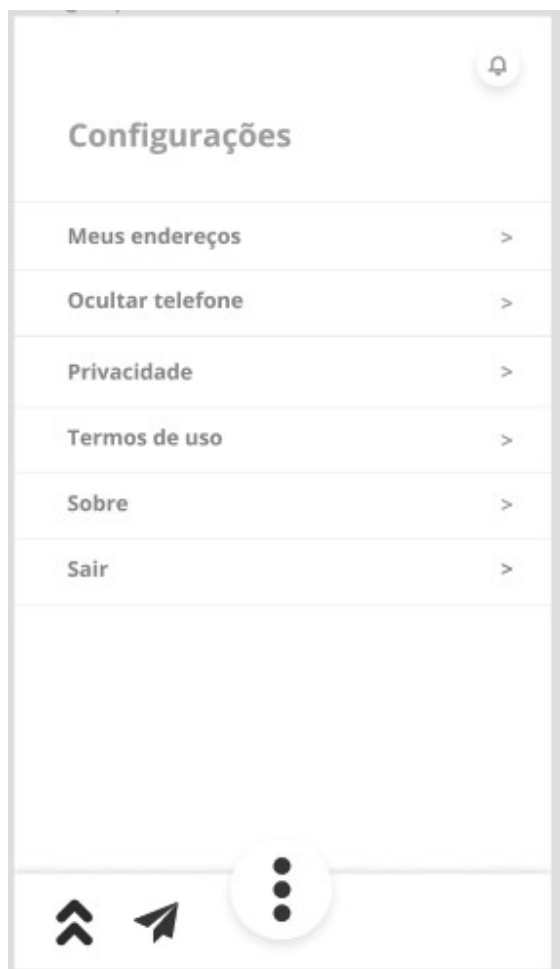 Configurações
Meus endereços >
Ocultar telefone >
Privacidade >
Termos de uso >
Sobre >
Sair >